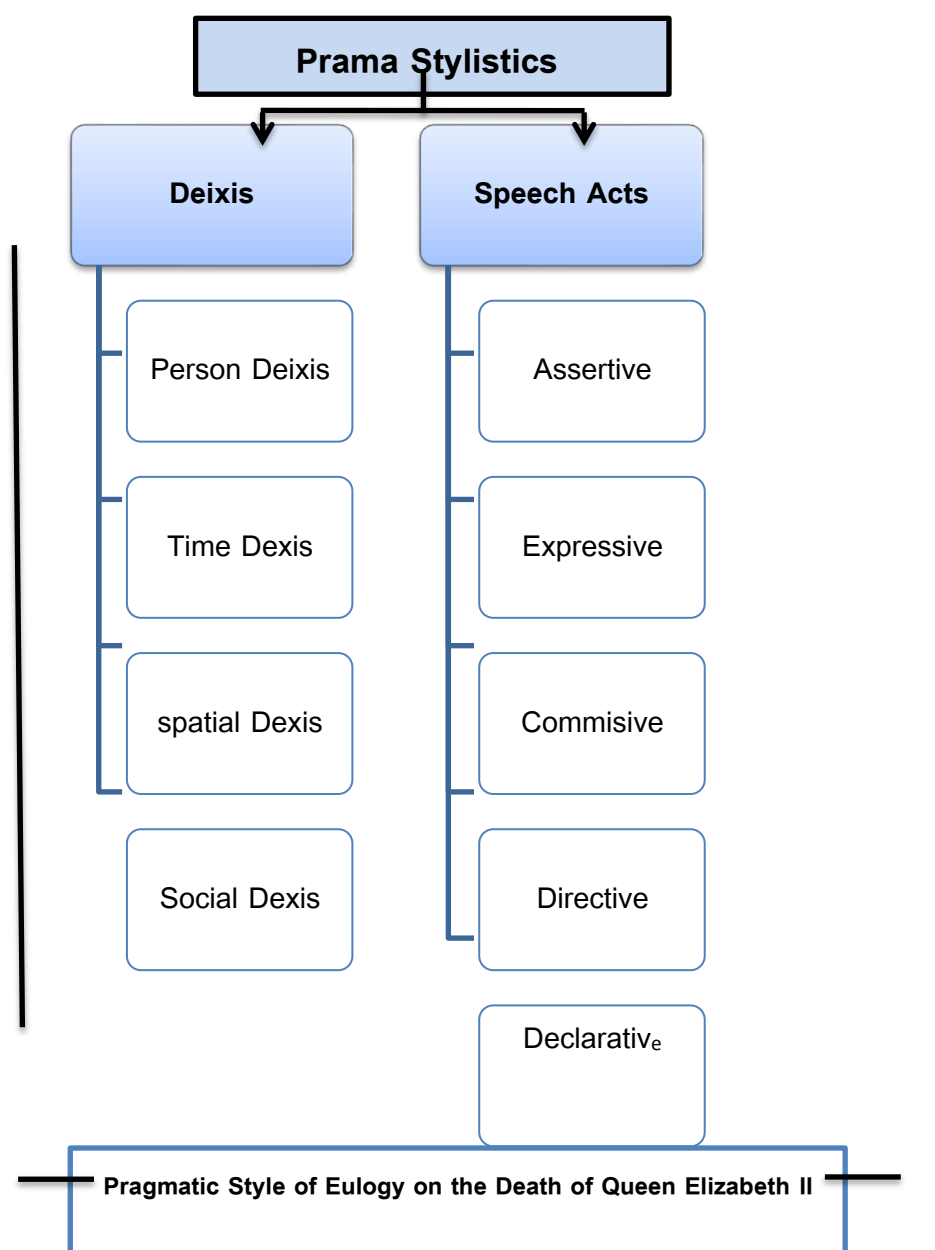 Prama Stylistics
Deixis
Speech Acts
Person Deixis
Assertive
Time Dexis
Expressive
spatial Dexis
Commisive
Social Dexis
Directive
Declarative
Pragmatic Style of Eulogy on the Death of Queen Elizabeth II